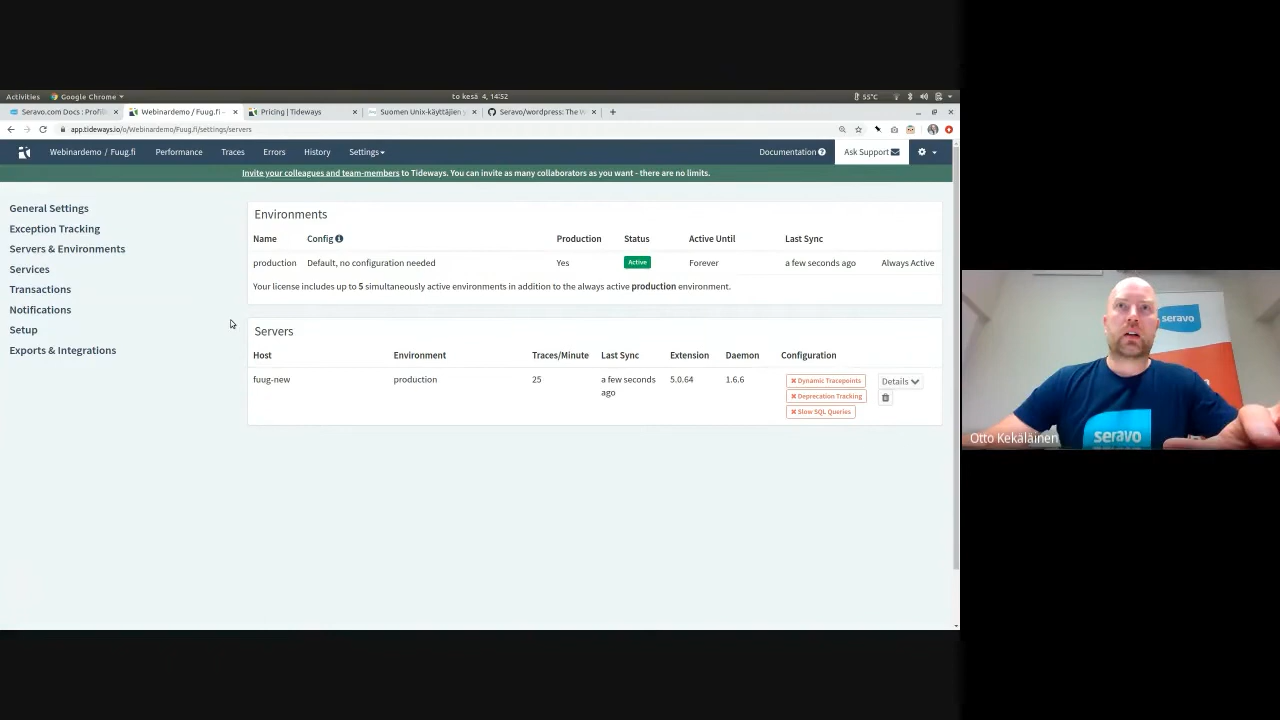 Activities Google Chrome ▾ to kesä 4, 14:52 55°C
Seravo.com Docs : Profili × Webinardemo / Fuug.fi - × Pricing | Tideways × Suomen Unix-käyttäjien y × Seravo/wordpress: The W × +
app.tideways.io/o/Webinardemo/Fuug.fi/settings/servers
Webinardemo / Fuug.fi Performance Traces Errors History Settings▾ Documentation Ask Support
Invite your colleagues and team-members to Tideways. You can invite as many collaborators as you want - there are no limits.
General Settings
Exception Tracking
Servers & Environments
Services
Transactions
Notifications
Setup
Exports & Integrations
Environments
Name Config Production Status Active Until Last Sync
production Default, no configuration needed Yes Active Forever a few seconds ago Always Active
Your license includes up to 5 simultaneously active environments in addition to the always active production environment.
Servers
Host Environment Traces/Minute Last Sync Extension Daemon Configuration
fuug-new production 25 a few seconds ago 5.0.64 1.6.6 Dynamic Tracepoints Details
Deprecation Tracking
Slow SQL Queries
seravo
seravo
Otto Kekäläinen